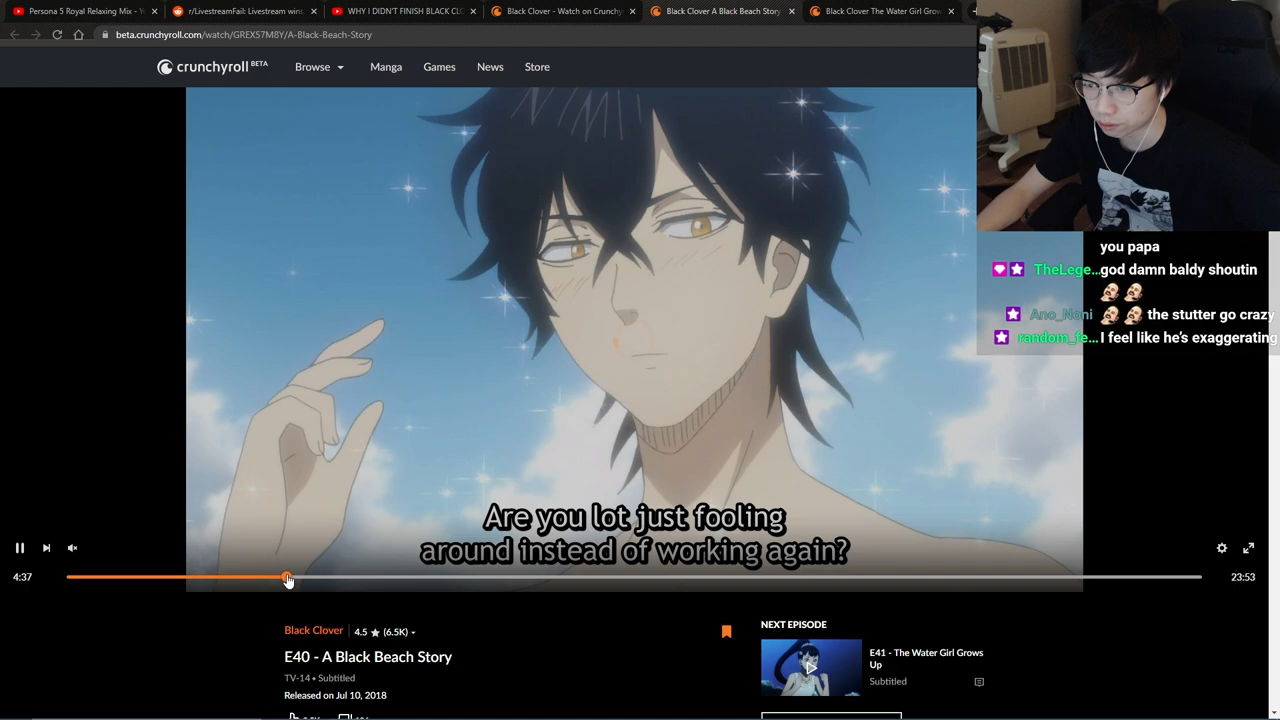 Persona 5 Royal Relaxing Mix -
r/LivestreamFail: Livestream wins
WHY I DIDN'T FINISH BLACK CLO
Black Clover - Watch on Crunchy
Black Clover A Black Beach Story
Black Clover The Water Girl Grow
beta.crunchyroll.com/watch/GREX57M8Y/A-Black-Beach-Story
crunchyroll BETA
Browse
Manga
Games
News
Store
you papa
TheLege... god damn baldy shoutin
Ano_Noni the stutter go crazy
random_fe... I feel like he's exaggerating
Are you lot just fooling
around instead of working again?
4:37
23:53
Black Clover
4.5 ★ (6.5K)
E40 - A Black Beach Story
TV-14 • Subtitled
Released on Jul 10, 2018
NEXT EPISODE
E41 - The Water Girl Grows
Up
Subtitled